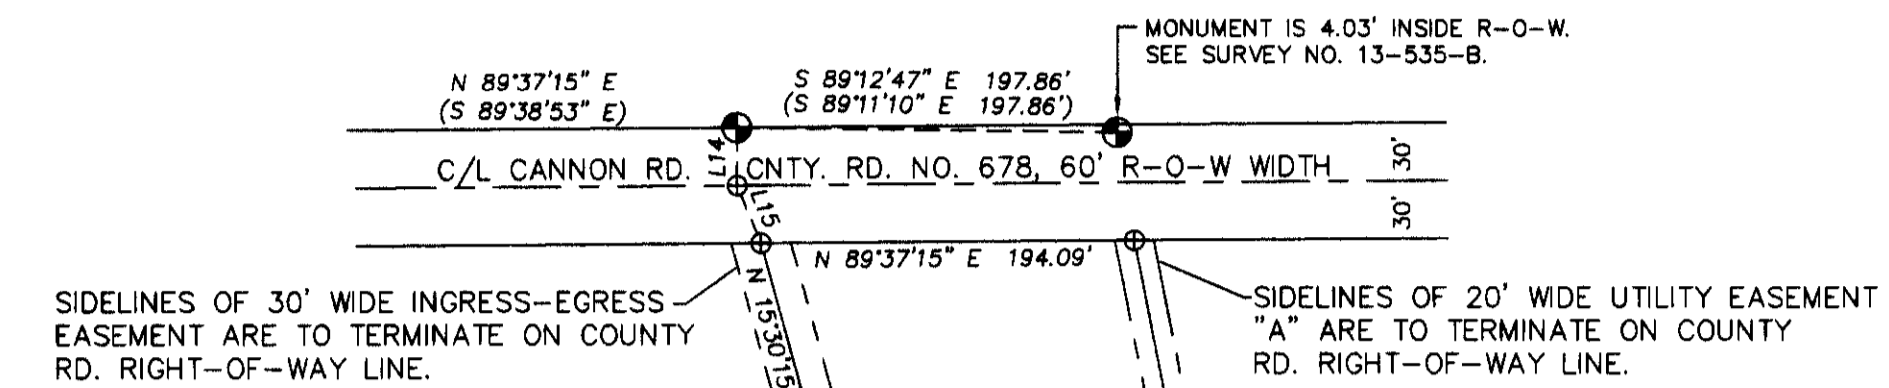 MONUMENT IS 4.03' INSIDE R-O-W.
SEE SURVEY NO. 13-535-B.
N 89°37'15" E
(S 89°38'53" E)
S 89°12'47" E 197.86'
(S 89°11'10" E 197.86')
L14
C/L CANNON RD. CNTY. RD. NO. 678, 60' R-O-W WIDTH
30'
L15
30'
N 89°37'15" E 194.09'
SIDELINES OF 30' WIDE INGRESS-EGRESS
EASEMENT ARE TO TERMINATE ON COUNTY
RD. RIGHT-OF-WAY LINE.
N 15°30'15
SIDELINES OF 20' WIDE UTILITY EASEMENT
"A" ARE TO TERMINATE ON COUNTY
RD. RIGHT-OF-WAY LINE.